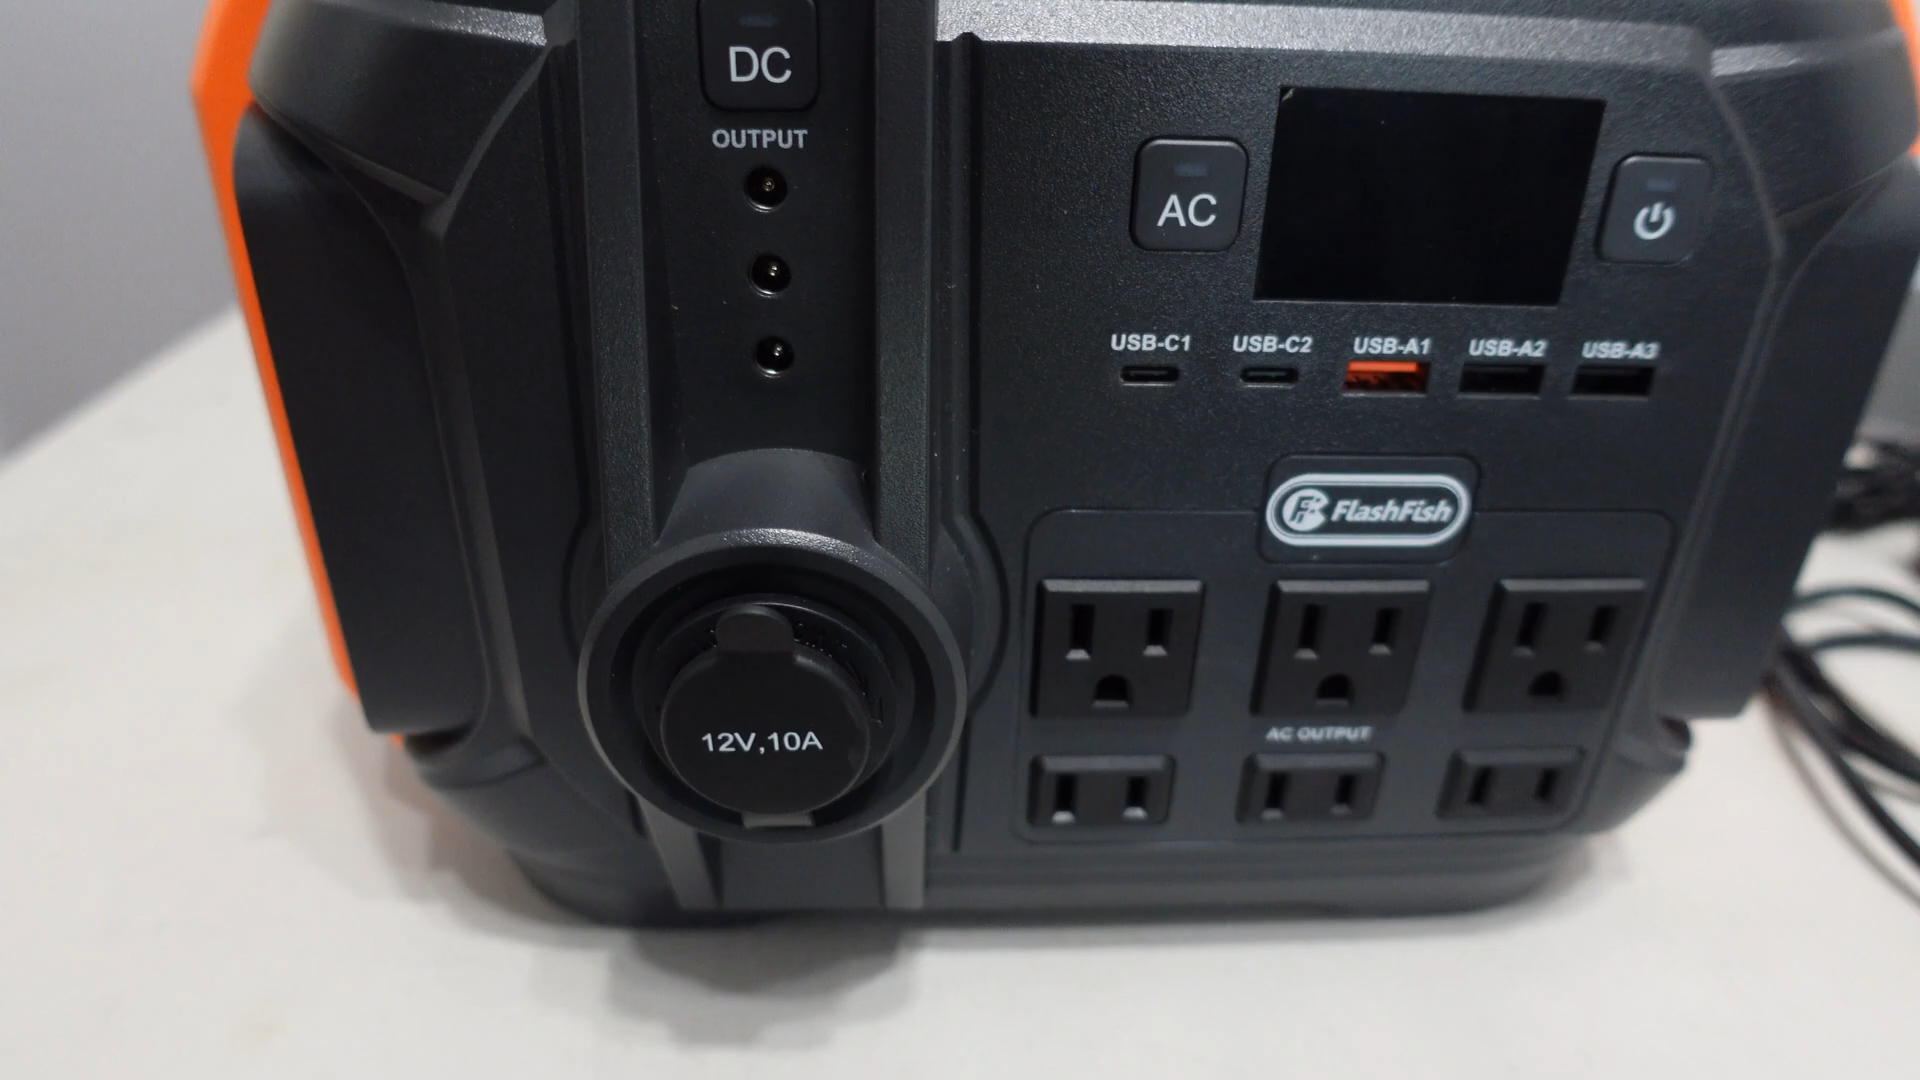 DC
OUTPUT
12V,10A
AC
USB-C1
USB-C2
USB-A1
USB-A2
USB-A3
FlashFish
AC OUTPUT